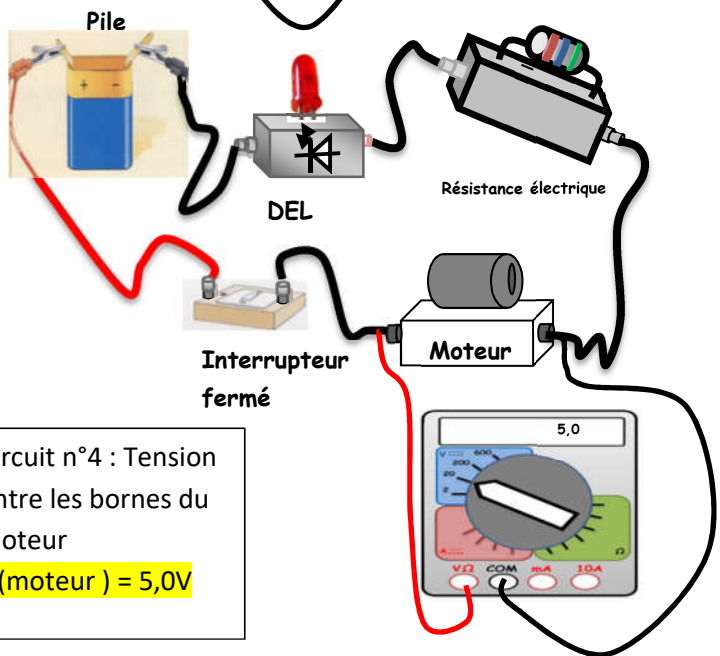 Pile
+ -
DEL
Résistance électrique
Interrupteur
fermé
Moteur
5,0
V
600
200
20
2
A
Ω
VΩ COM mA 10A
ircuit n°4 : Tension
ntre les bornes du
oteur
(moteur ) = 5,0V